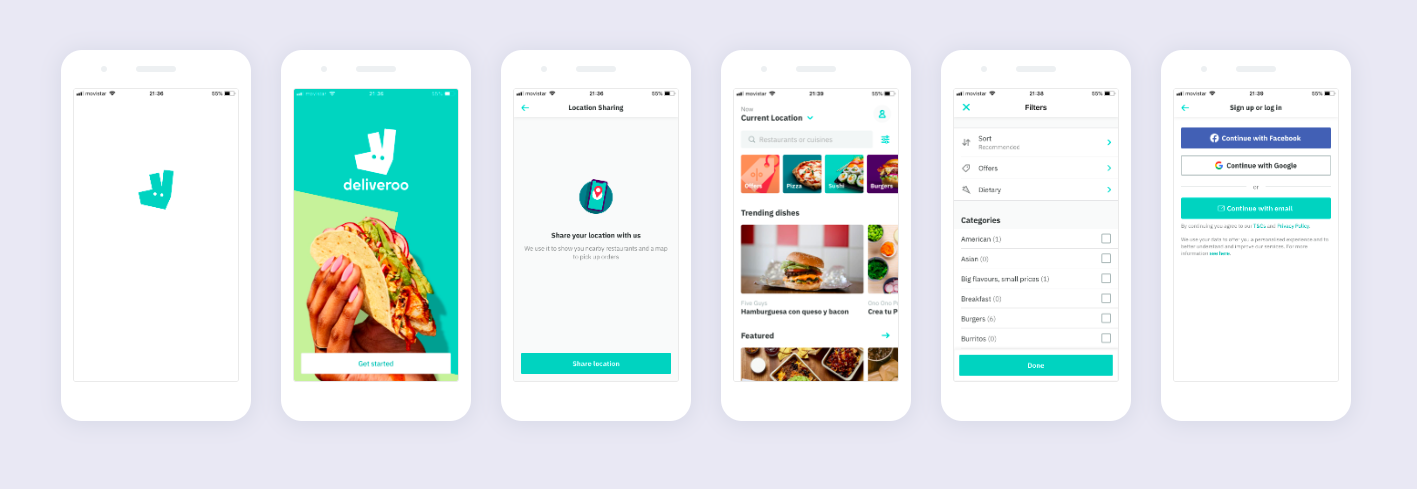 movistar
21:36
55%
movistar
21:36
55%
deliveroo
Get started
movistar
21:36
55%
Location Sharing
Share your location with us
We use it to show you nearby restaurants and a map
to pick up orders
Share location
movistar
21:39
55%
Now
Current Location
Restaurants or cuisines
Offers
Pizza
Sushi
Burgers
Trending dishes
Five Guys
One One P
Hamburguesa con queso y bacon
Crea tu P
Featured
movistar
21:38
55%
Filters
Sort
Recommended
Offers
Dietary
Categories
American (1)
Asian (0)
Big flavours, small prices (1)
Breakfast (0)
Burgers (6)
Burritos (0)
Done
movistar
21:39
55%
Sign up or log in
Continue with Facebook
Continue with Google
or
Continue with email
By continuing you agree to our T&Cs and Privacy Policy.
We use your data to offer you a personalised experience and to
better understand and improve our services. For more
information see here.